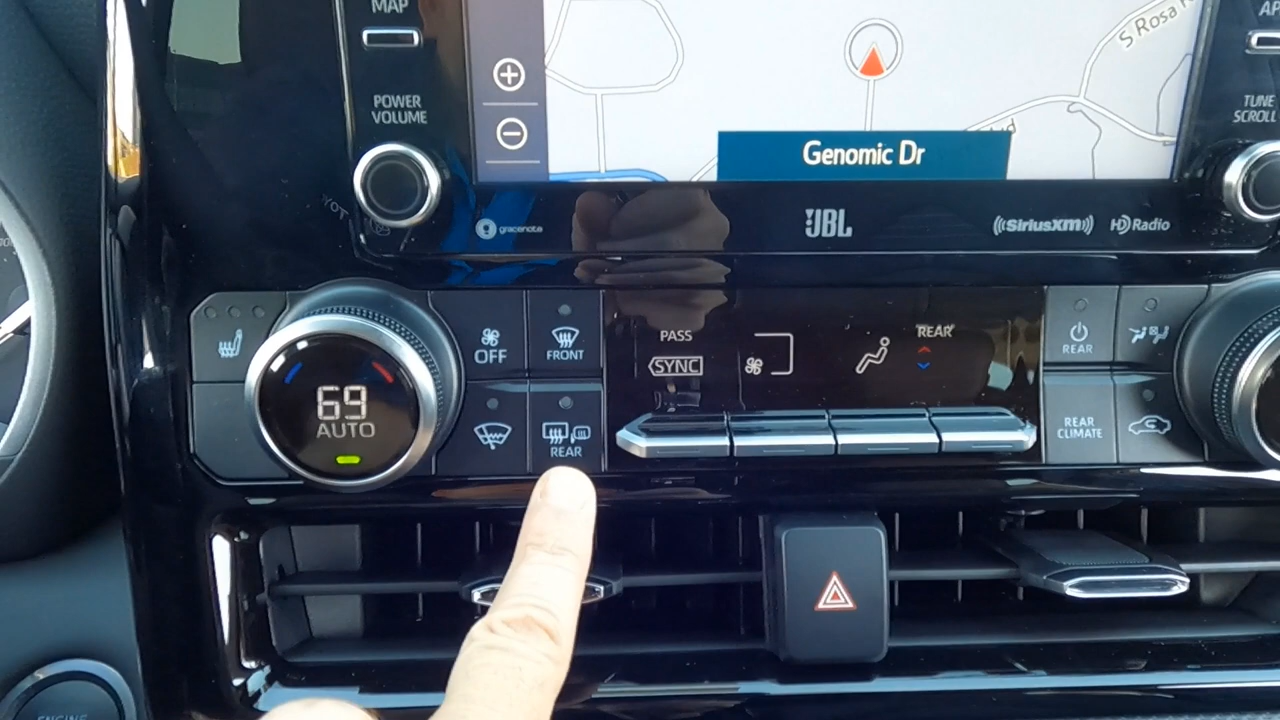 MAP
POWER
VOLUME
S Rosa
Genomic Dr
TUNE
SCROLL
gracenote
JBL
SiriusXM
HD Radio
OFF
FRONT
PASS
SYNC
REAR
REAR
69
AUTO
REAR
REAR
CLIMATE
ENGINE